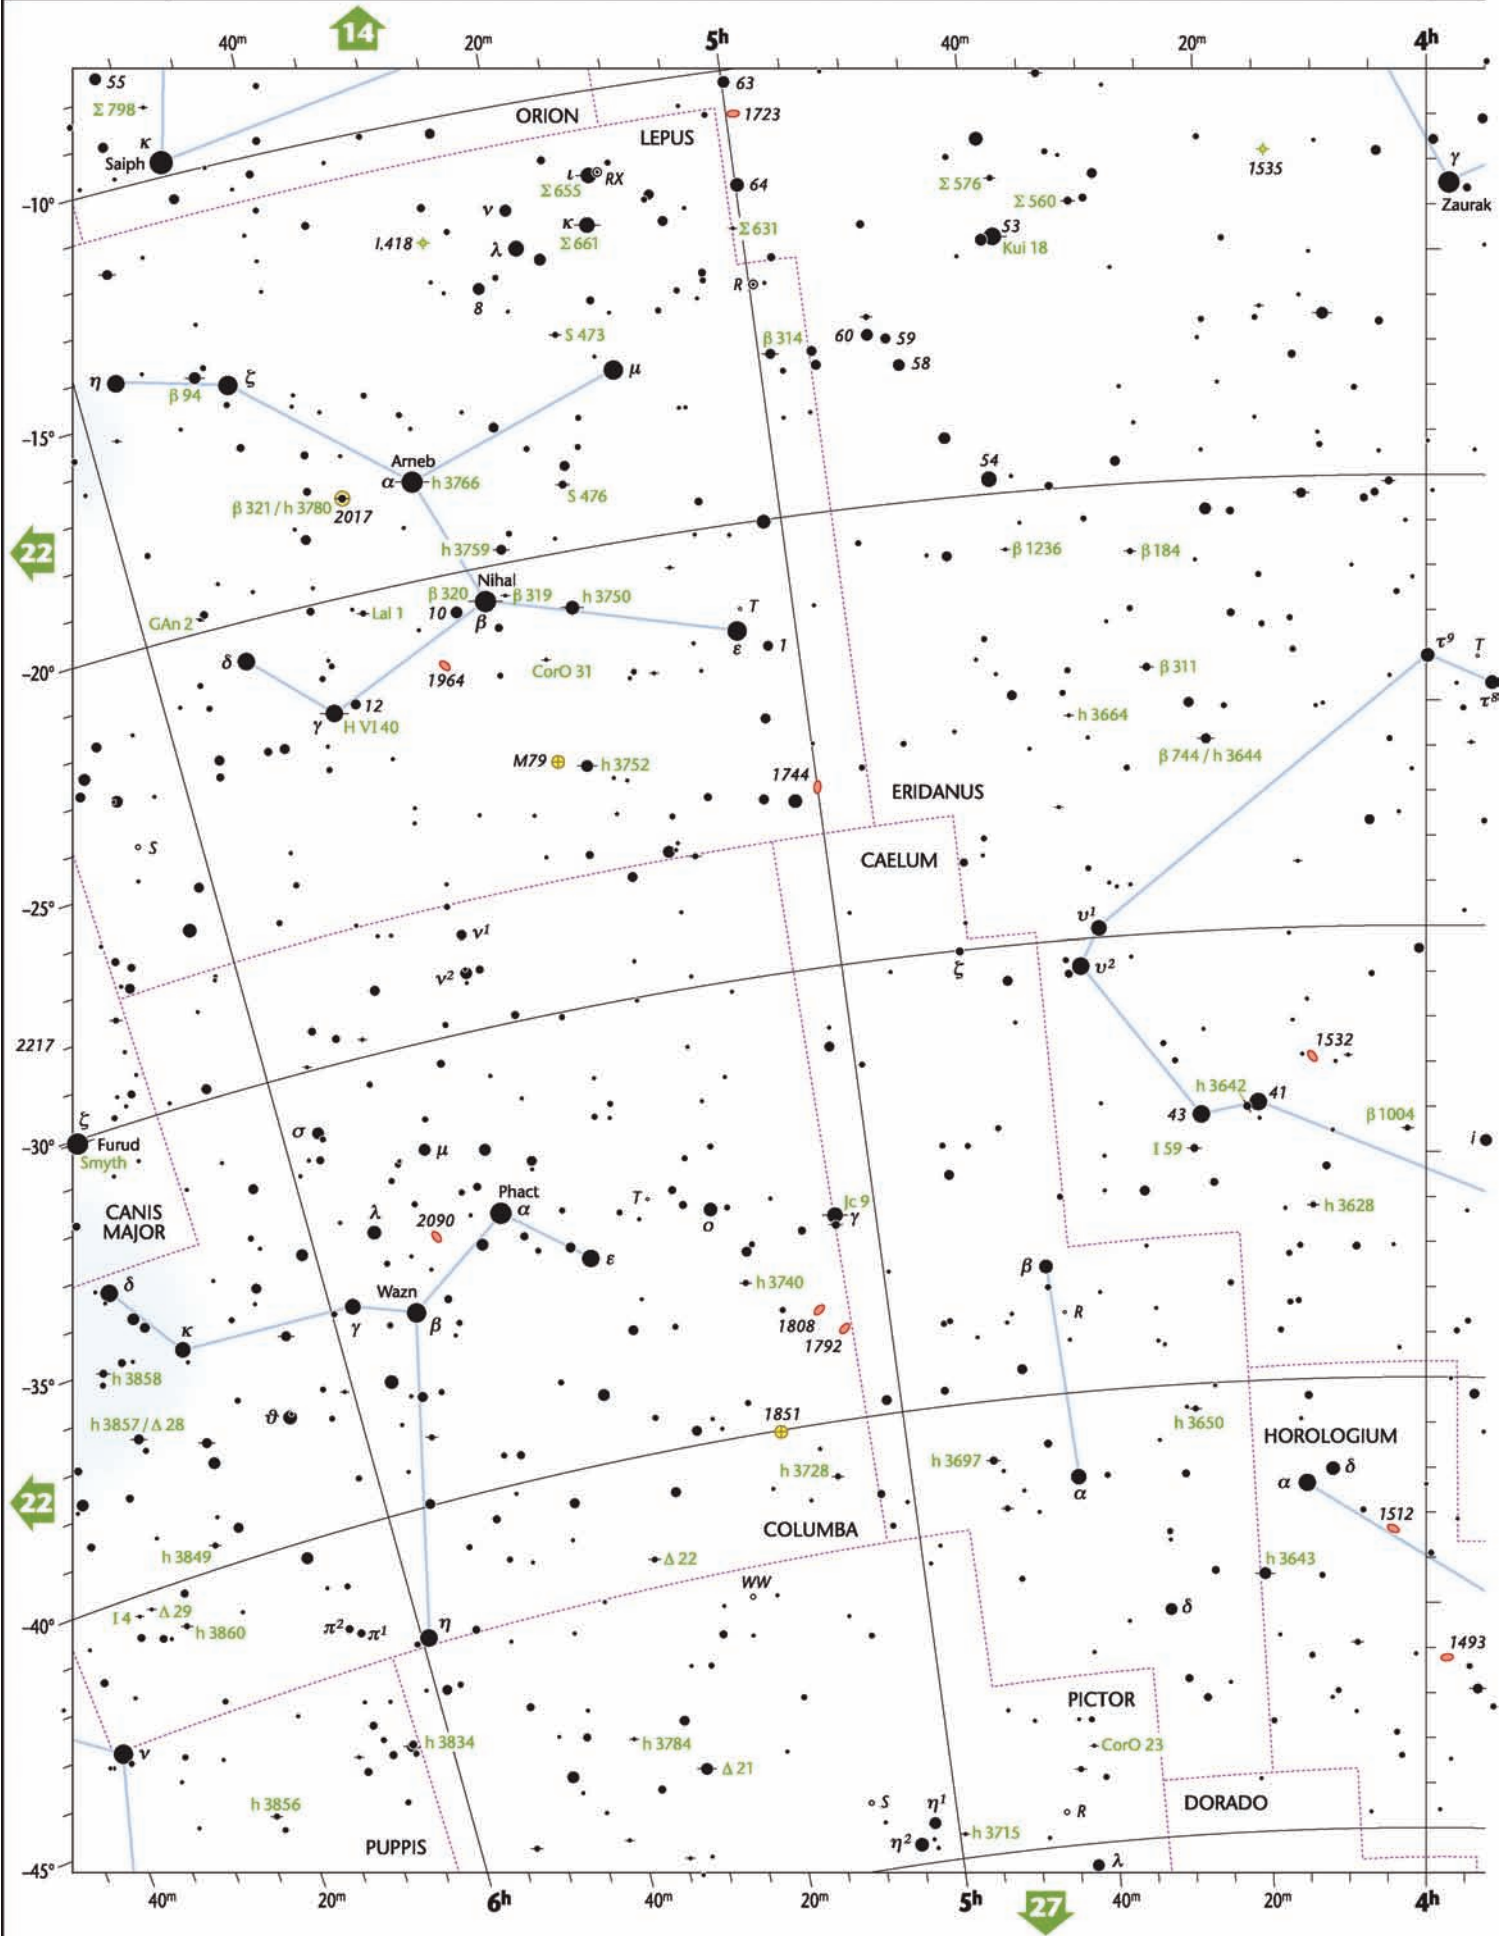 14
40m 20m 5h 40m 20m 4h
55
Σ 798
κ
Saiph
ORION
LEPUS
63
1723
γ
Zaurak
1535
ι RX
Σ 655
64
Σ 576
Σ 560
−10°
ν
κ
Σ 661
Σ 631
53
Kui 18
I.418
λ
R
8
S 473
β 314
60 59
58
μ
η
β 94
ζ
−15°
Arneb
α h 3766
54
β 321 / h 3780
2017
S 476
22
h 3759
β 1236
β 184
Nihal
β 320 β 319 h 3750
GAn 2
Lal 1
10
β
T
ε
1
τ9
T
τ8
−20°
δ
1964
CorO 31
β 311
12
γ
H VI 40
h 3664
β 744 / h 3644
M79
h 3752
1744
ERIDANUS
S
CAELUM
−25°
υ1
ν1
ν2
ζ
υ2
2217
1532
h 3642
41
43
β 1004
ζ
Furud
Smyth
−30°
σ
μ
I 59
i
CANIS
MAJOR
Phact
α
T
ο
Jc 9
γ
h 3628
λ
2090
ε
β
δ
Wazn
h 3740
κ
γ
β
1808
1792
R
−35°
h 3858
ϑ
1851
h 3650
h 3857 / Δ 28
HOROLOGIUM
h 3728
h 3697
α
α
δ
22
1512
COLUMBA
h 3849
Δ 22
h 3643
WW
I 4
Δ 29
h 3860
δ
−40°
π2 π1
η
1493
PICTOR
ν
h 3834
h 3784
CorO 23
Δ 21
h 3856
S
η1
R
DORADO
η2
h 3715
PUPPIS
λ
−45°
40m 20m 6h 40m 20m 5h 40m 20m 4h
27